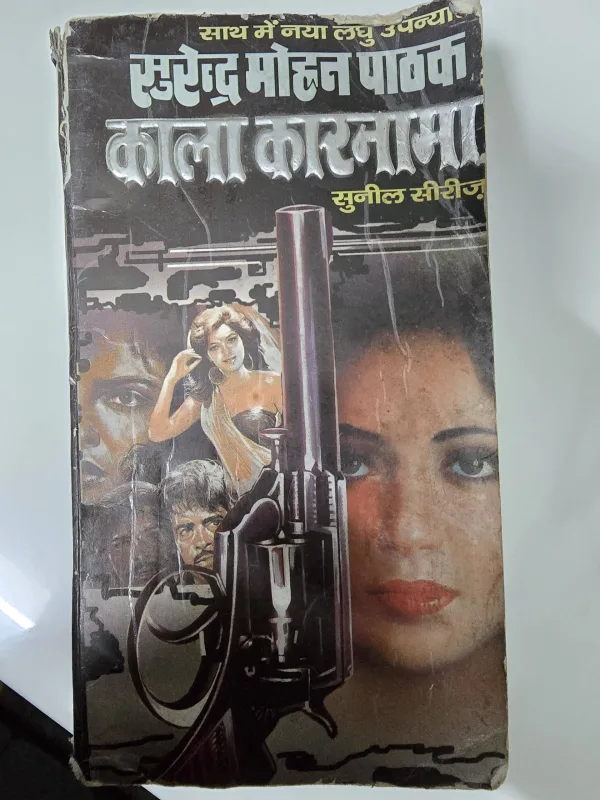 साथ में नया लघु उपन्या
सुरेन्द्र मोहन पाठक
काला कारनामा
सुनील सीरीज़